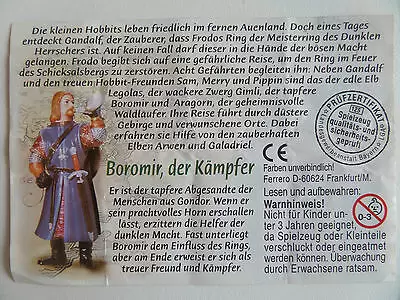 Die kleinen Hobbits leben friedlich im fernen Auenland. Doch eines Tages
entdeckt Gandalf, der Zauberer, dass Frodos Ring der Meisterring des Dunklen
Herrschers ist. Auf keinen Fall darf dieser in die Hände der bösen Macht
gelangen. Frodo begibt sich auf eine gefährliche Reise, um den Ring im Feuer
des Schicksalsbergs zu zerstören. Acht Gefährten begleiten ihn: Neben Gandalf
und den treuen Hobbit-Freunden Sam, Merry und Pippin sind das der edle Elb
Legolas, der wackere Zwerg Gimli, der tapfere
Boromir und Aragorn, der geheimnisvolle
Waldläufer. Ihre Reise führt durch düstere
Gebirge und verwunschene Orte. Dabei
erfahren sie Hilfe von den zauberhaften
Elben Arwen und Galadriel.
Boromir, der Kämpfer
Er ist der tapfere Abgesandte der
Menschen aus Gondor. Wenn er
sein prachtvolles Horn erschallen
lässt, erzittern die Helfer der
dunklen Macht. Fast unterliegt
Boromir dem Einfluss des Rings,
aber am Ende erweist er sich als
treuer Freund und Kämpfer.
PRÜFZERTIFIKAT
Spielzeug
qualitäts- und
sicherheits-
geprüft
CE
Farben unverbindlich!
Ferrero D-60624 Frankfurt/M.
Lesen und aufbewahren:
Warnhinweis!
Nicht für Kinder un-
ter 3 Jahren geeignet,
da Spielzeug oder Kleinteile
verschluckt oder eingeatmet
werden können. Überwachung
durch Erwachsene ratsam.
0-3